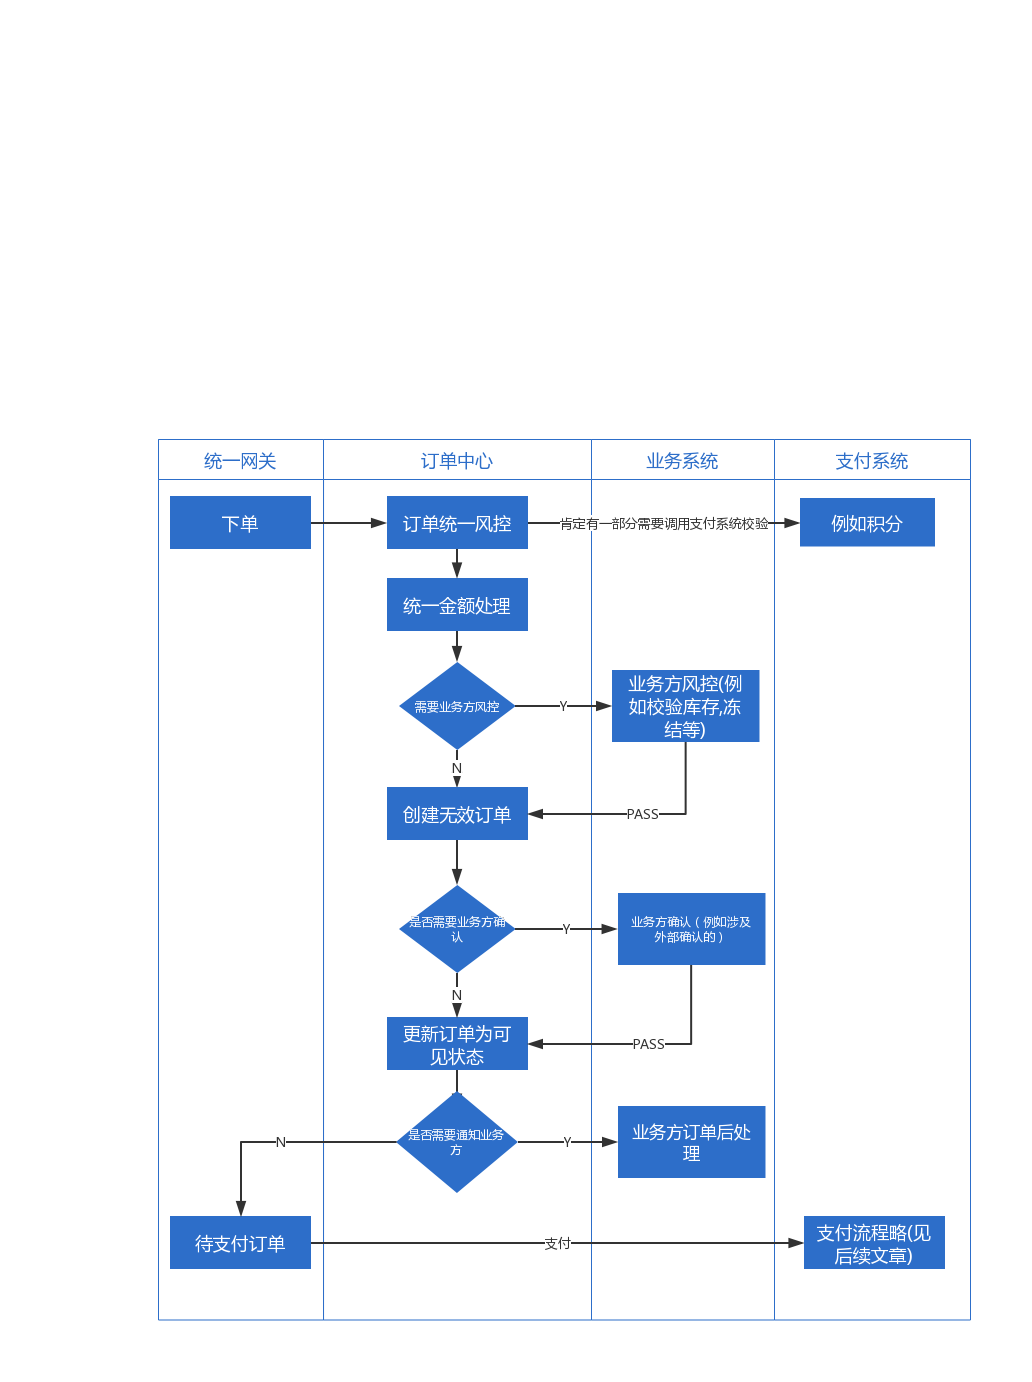 统一网关
订单中心
业务系统
支付系统
下单
订单统一风控
肯定有一部分需要调用支付系统校验
例如积分
统一金额处理
需要业务方风控
Y
业务方风控(例
如校验库存,冻
结等)
N
创建无效订单
PASS
是否需要业务方确
认
Y
业务方确认（例如涉及
外部确认的）
N
更新订单为可
见状态
PASS
N
是否需要通知业务
方
Y
业务方订单后处
理
待支付订单
支付
支付流程略(见
后续文章)